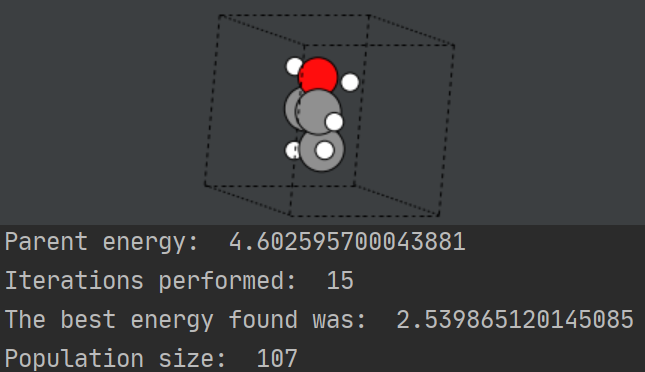 Parent energy:  4.602595700043881
Iterations performed:  15
The best energy found was:  2.539865120145085
Population size:  107